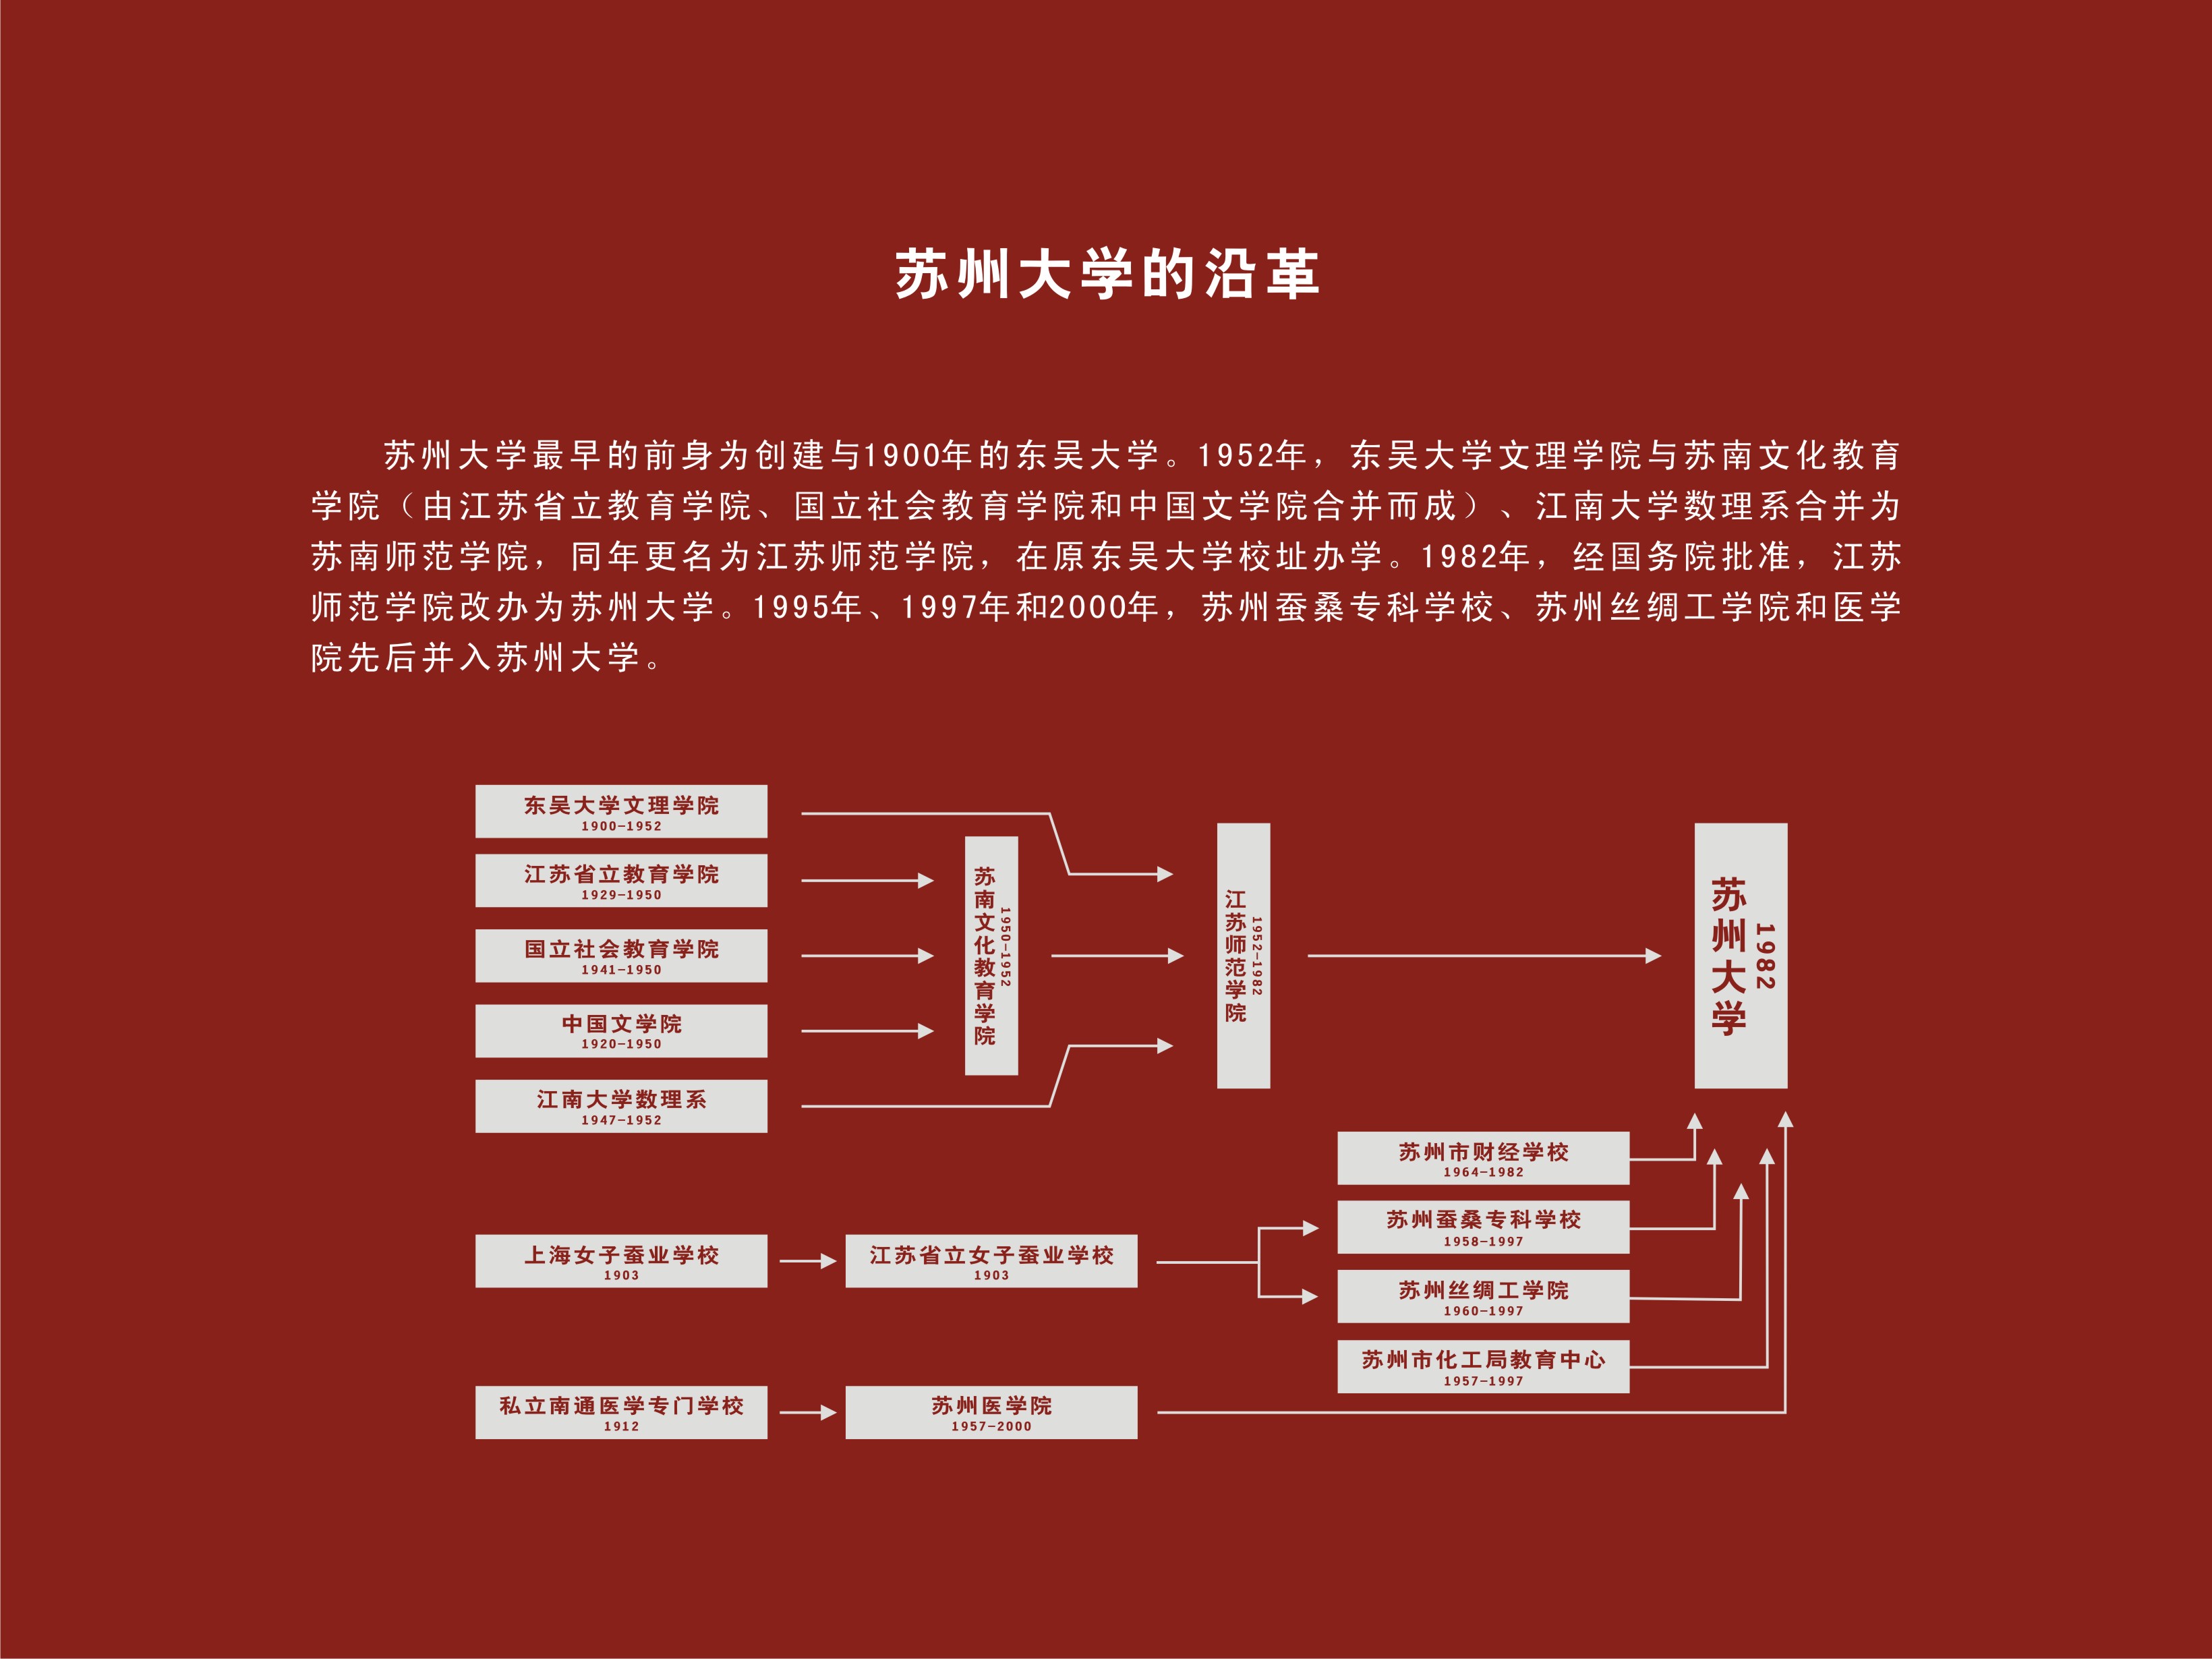 苏州大学的沿革
苏州大学最早的前身为创建与1900年的东吴大学。1952年，东吴大学文理学院与苏南文化教育
学院（由江苏省立教育学院、国立社会教育学院和中国文学院合并而成）、江南大学数理系合并为
苏南师范学院，同年更名为江苏师范学院，在原东吴大学校址办学。1982年，经国务院批准，江苏
师范学院改办为苏州大学。1995年、1997年和2000年，苏州蚕桑专科学校、苏州丝绸工学院和医学
院先后并入苏州大学。
东吴大学文理学院
1900-1952
江苏省立教育学院
1929-1950
国立社会教育学院
1941-1950
中国文学院
1920-1950
江南大学数理系
1947-1952
苏南文化教育学院
1950-1952
江苏师范学院
1952-1982
苏州大学
1982
苏州市财经学校
1964-1982
苏州蚕桑专科学校
1958-1997
苏州丝绸工学院
1960-1997
苏州市化工局教育中心
1957-1997
上海女子蚕业学校
1903
江苏省立女子蚕业学校
1903
私立南通医学专门学校
1912
苏州医学院
1957-2000